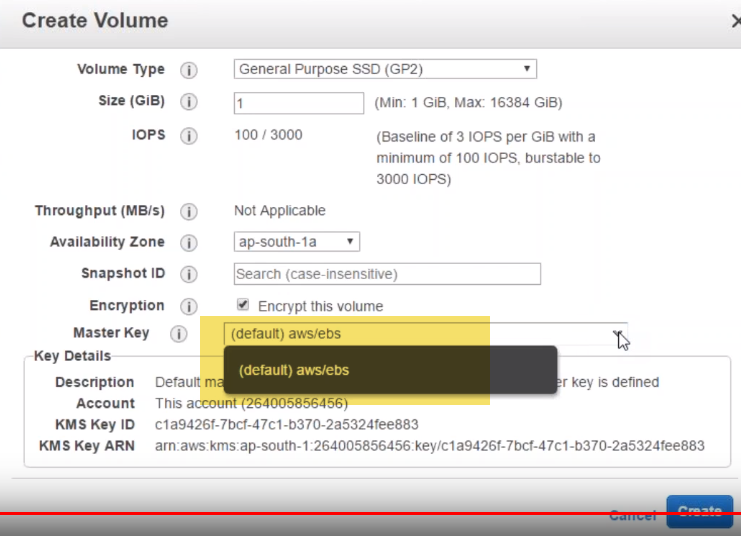 Create Volume
Volume Type General Purpose SSD (GP2)
Size (GiB) 1 (Min: 1 GiB, Max: 16384 GiB)
IOPS 100 / 3000 (Baseline of 3 IOPS per GiB with a
minimum of 100 IOPS, burstable to
3000 IOPS)
Throughput (MB/s) Not Applicable
Availability Zone ap-south-1a
Snapshot ID Search (case-insensitive)
Encryption Encrypt this volume
Master Key (default) aws/ebs
(default) aws/ebs
Key Details
Description Default key is defined
Account This account (264005856456)
KMS Key ID c1a9426f-7bcf-47c1-b370-2a5324fee883
KMS Key ARN arn:aws:kms:ap-south-1:264005856456:key/c1a9426f-7bcf-47c1-b370-2a5324fee883
Cancel Create